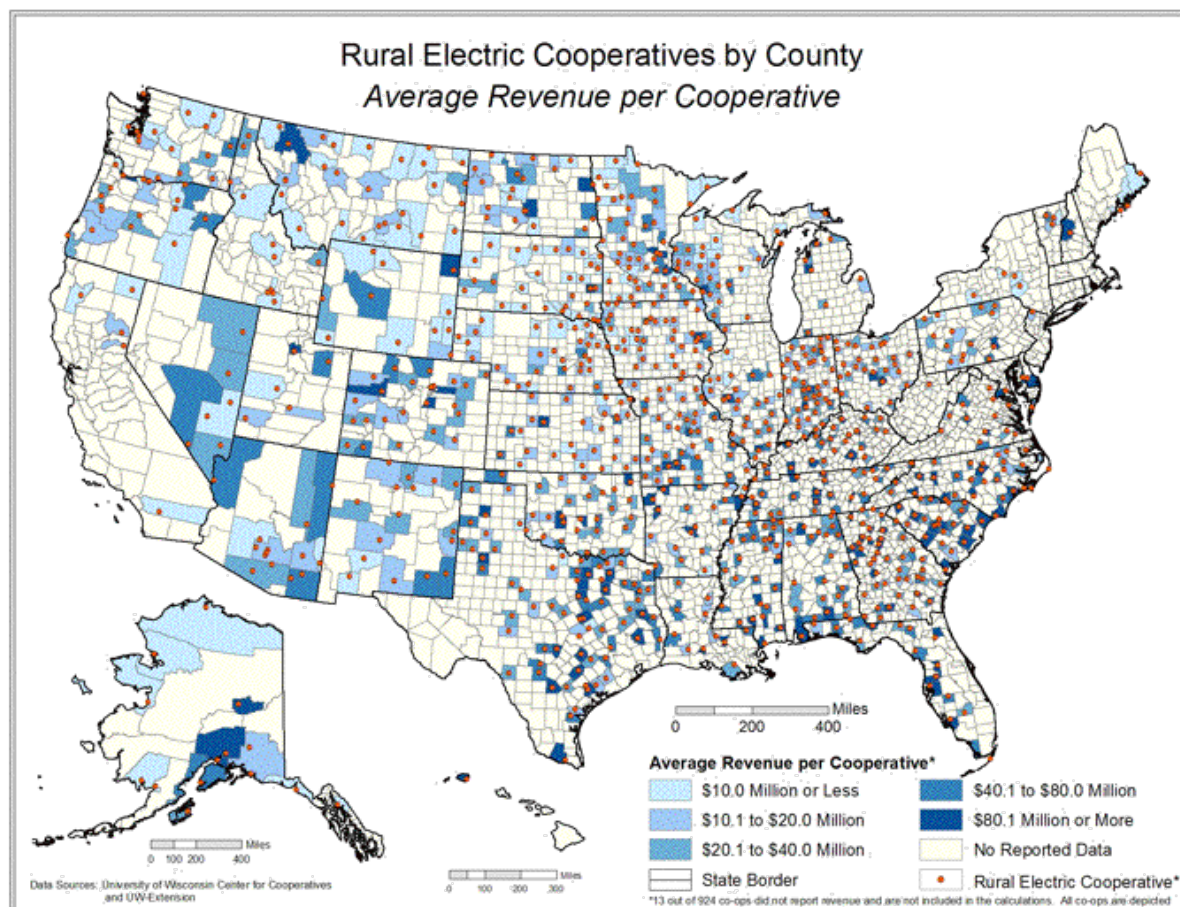 Rural Electric Cooperatives by County
Average Revenue per Cooperative
Miles
0 200 400
Average Revenue per Cooperative*
$10.0 Million or Less
$40.1 to $80.0 Million
$10.1 to $20.0 Million
$80.1 Million or More
$20.1 to $40.0 Million
No Reported Data
State Border
Rural Electric Cooperative*
Miles
0 100 200 400
Miles
0 50 100 200 300
Data Sources: University of Wisconsin Center for Cooperatives
and UW-Extension
*13 out of 924 co-ops did not report revenue and are not included in the calculations. All co-ops are depicted